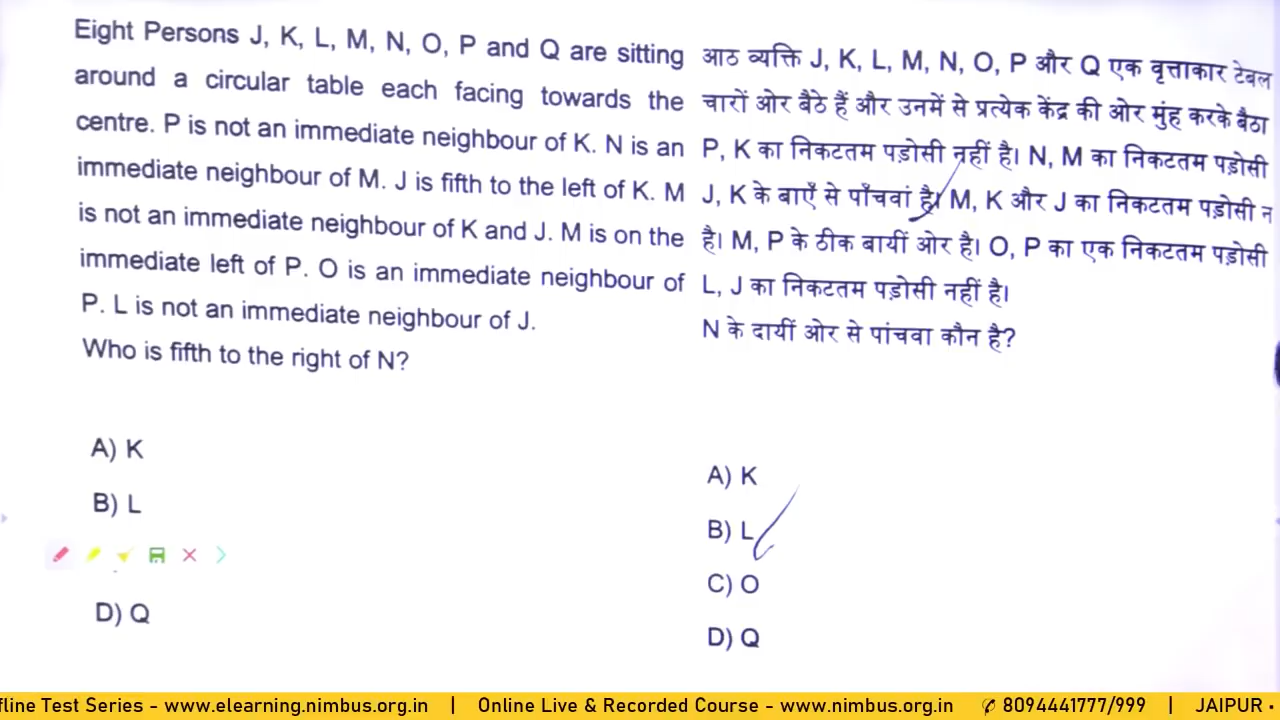 Eight Persons J, K, L, M, N, O, P and Q are sitting
around a circular table each facing towards the
centre. P is not an immediate neighbour of K. N is an
immediate neighbour of M. J is fifth to the left of K. M
is not an immediate neighbour of K and J. M is on the
immediate left of P. O is an immediate neighbour of
P. L is not an immediate neighbour of J.
Who is fifth to the right of N?
A) K
B) L
D) Q
आठ व्यक्ति J, K, L, M, N, O, P और Q एक वृत्ताकार टेबल
चारों ओर बैठे हैं और उनमें से प्रत्येक केंद्र की ओर मुंह करके बैठा
P, K का निकटतम पड़ोसी नहीं है। N, M का निकटतम पड़ोसी
J, K के बाएँ से पाँचवां है। M, K और J का निकटतम पड़ोसी न
है। M, P के ठीक बायीं ओर है। O, P का एक निकटतम पड़ोसी
L, J का निकटतम पड़ोसी नहीं है।
N के दायीं ओर से पांचवा कौन है?
A) K
B) L
C) O
D) Q
fline Test Series - www.elearning.nimbus.org.in | Online Live & Recorded Course - www.nimbus.org.in ✆ 8094441777/999 | JAIPUR